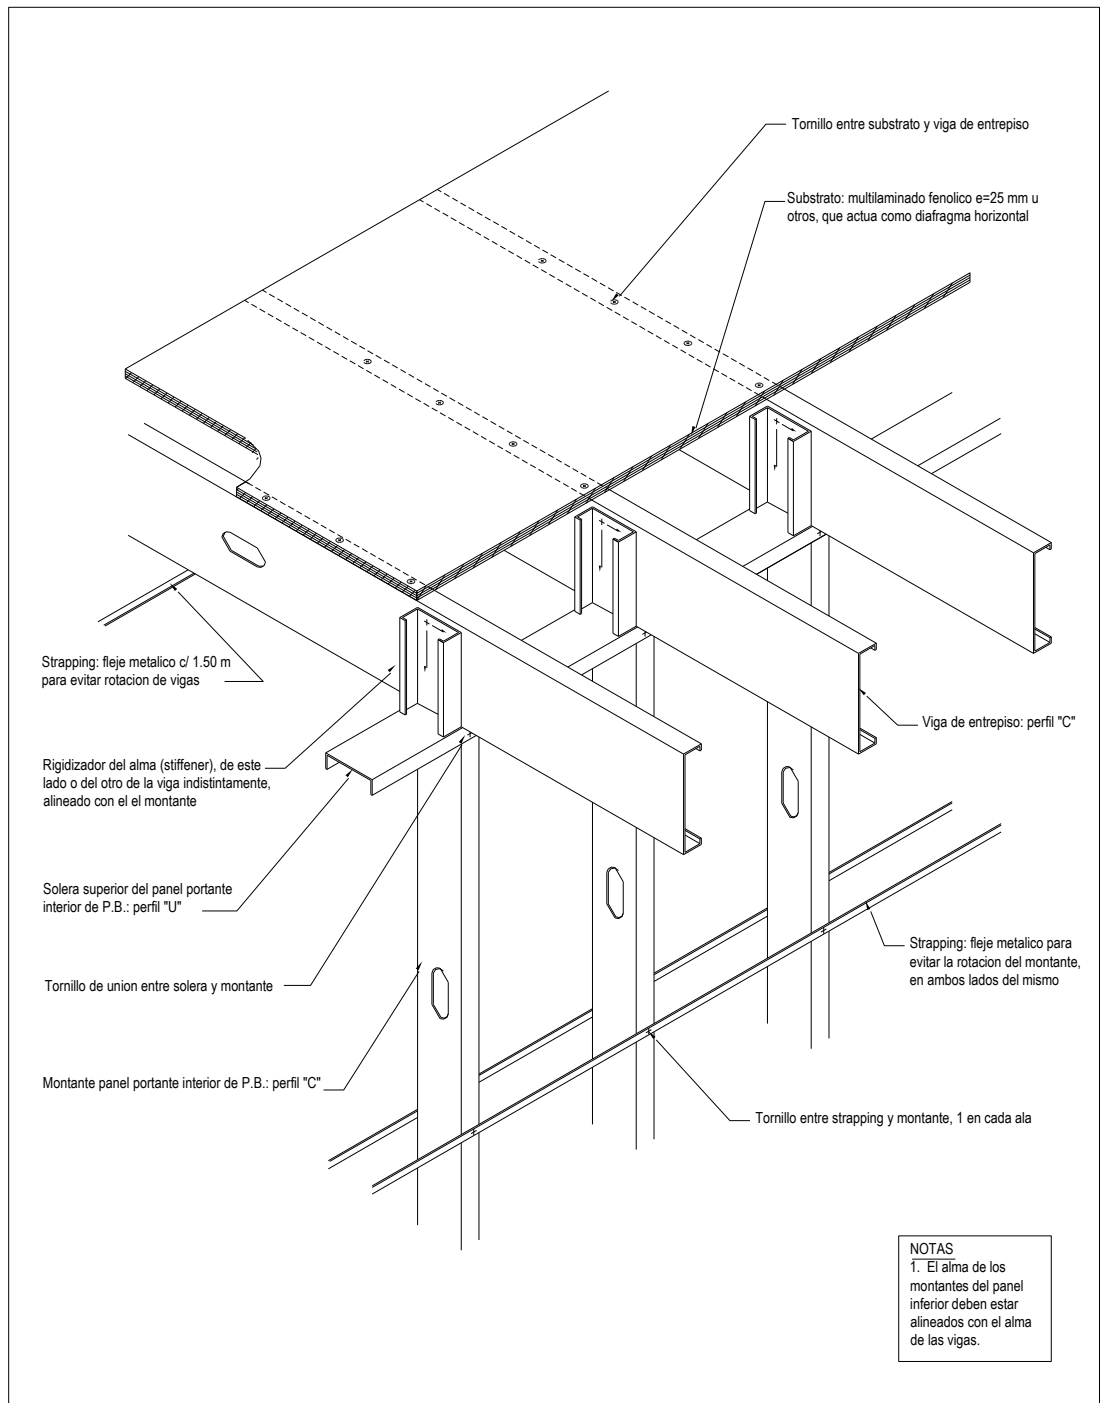 Tornillo entre substrato y viga de entrepiso
Substrato: multilaminado fenolico e=25 mm u
otros, que actua como diafragma horizontal
Strapping: fleje metalico c/ 1.50 m
para evitar rotacion de vigas
Viga de entrepiso: perfil "C"
Rigidizador del alma (stiffener), de este
lado o del otro de la viga indistintamente,
alineado con el el montante
Solera superior del panel portante
interior de P.B.: perfil "U"
Strapping: fleje metalico para
evitar la rotacion del montante,
en ambos lados del mismo
Tornillo de union entre solera y montante
Montante panel portante interior de P.B.: perfil "C"
Tornillo entre strapping y montante, 1 en cada ala
NOTAS
1. El alma de los
montantes del panel
inferior deben estar
alineados con el alma
de las vigas.